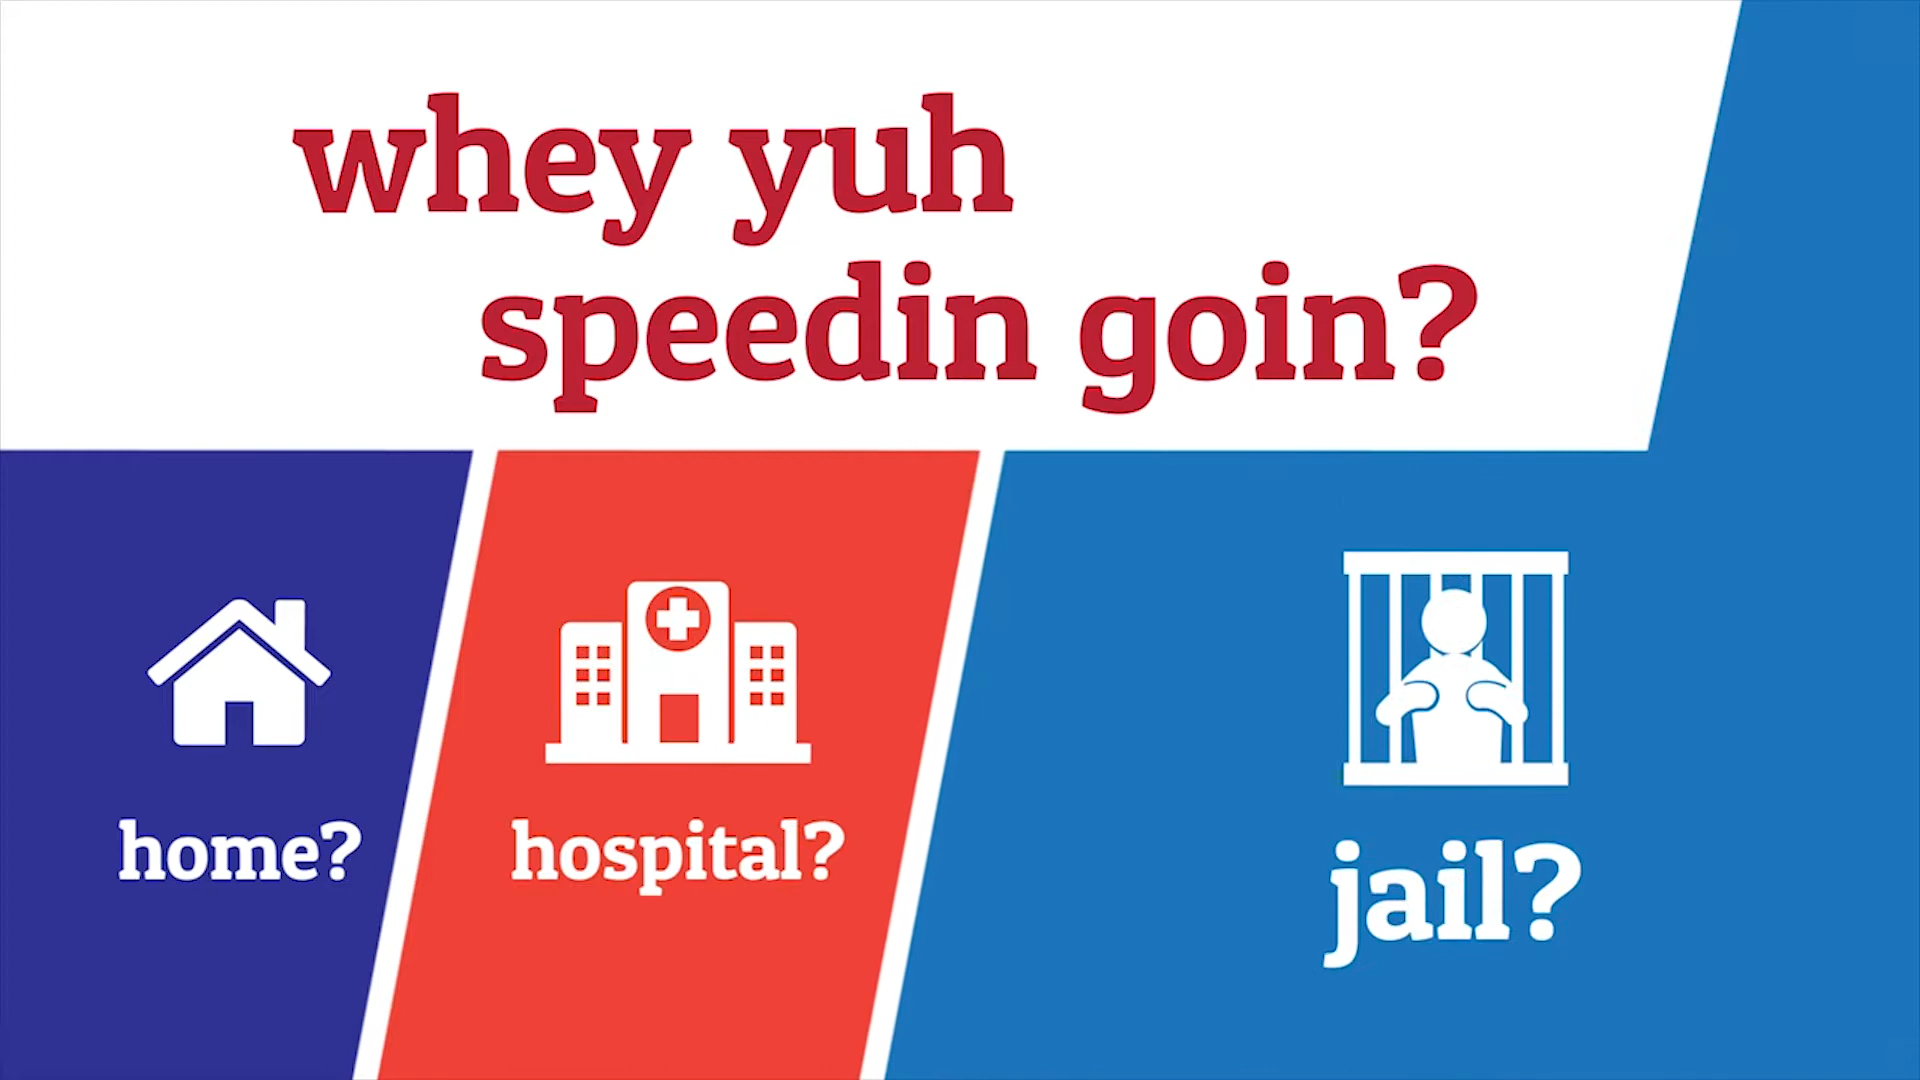 whey yuh
speedin goin?
home?
hospital?
jail?